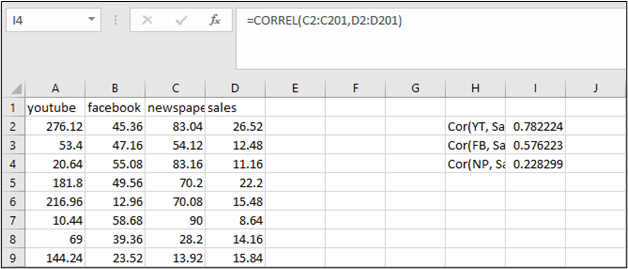 I4 fx =CORREL(C2:C201,D2:D201)
A B C D E F G H I J
1 youtube facebook newspape sales
2 276.12 45.36 83.04 26.52 Cor(YT, Sa 0.782224
3 53.4 47.16 54.12 12.48 Cor(FB, Sa 0.576223
4 20.64 55.08 83.16 11.16 Cor(NP, Sa 0.228299
5 181.8 49.56 70.2 22.2
6 216.96 12.96 70.08 15.48
7 10.44 58.68 90 8.64
8 69 39.36 28.2 14.16
9 144.24 23.52 13.92 15.84